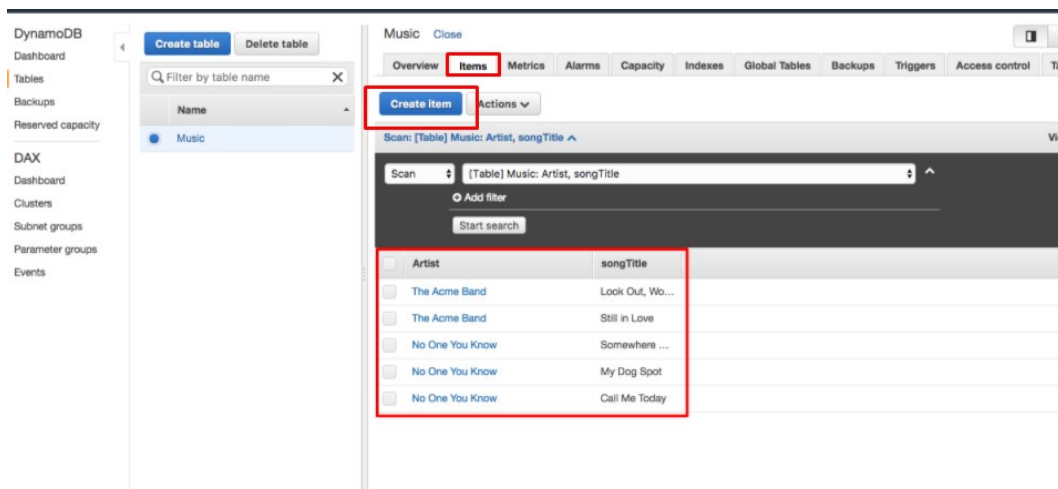 DynamoDB
Dashboard
Tables
Backups
Reserved capacity
DAX
Dashboard
Clusters
Subnet groups
Parameter groups
Events
Create table Delete table
Filter by table name
Name
Music
Music Close
Overview Items Metrics Alarms Capacity Indexes Global Tables Backups Triggers Access control
Create item Actions
Scan: [Table] Music: Artist, songTitle
Scan [Table] Music: Artist, songTitle
Add filter
Start search
Artist songTitle
The Acme Band Look Out, Wo...
The Acme Band Still in Love
No One You Know Somewhere ...
No One You Know My Dog Spot
No One You Know Call Me Today